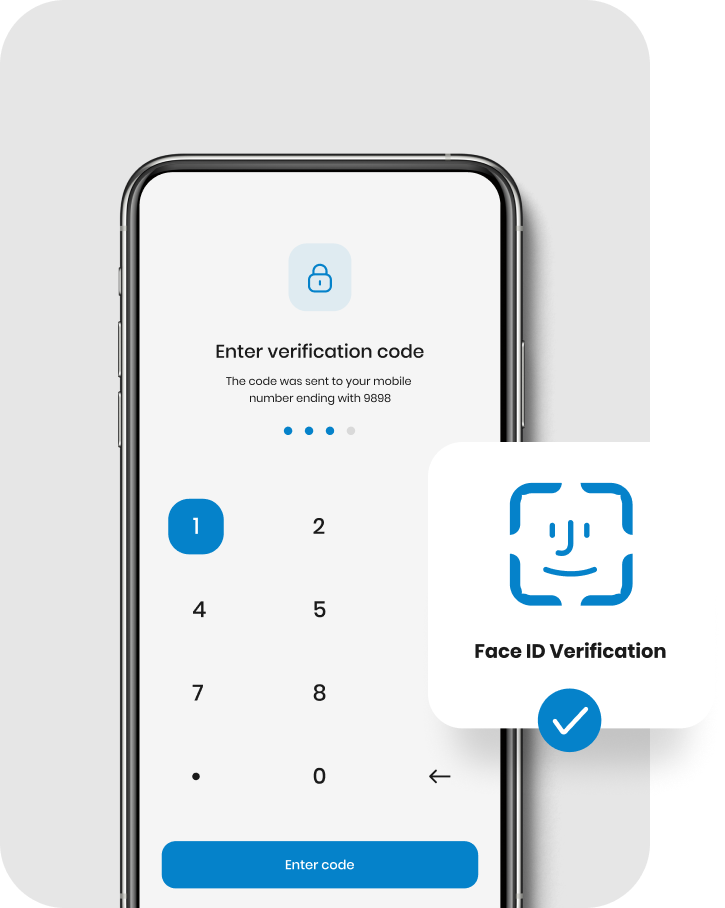 Enter verification code
The code was sent to your mobile
number ending with 9898
1 2
4 5
Face ID Verification
7 8
. 0
Enter code